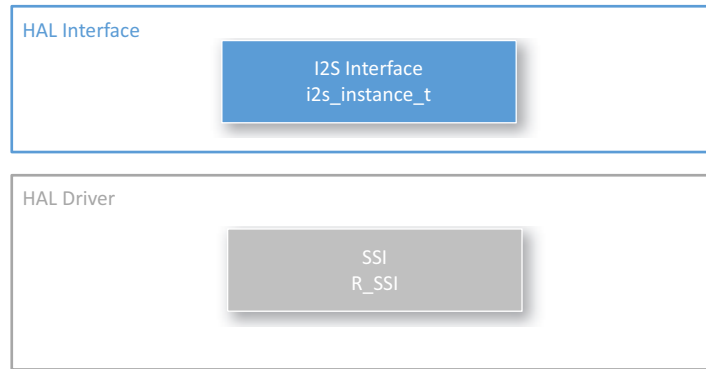 HAL Interface
I2S Interface
i2s_instance_t
HAL Driver
SSI
R_SSI